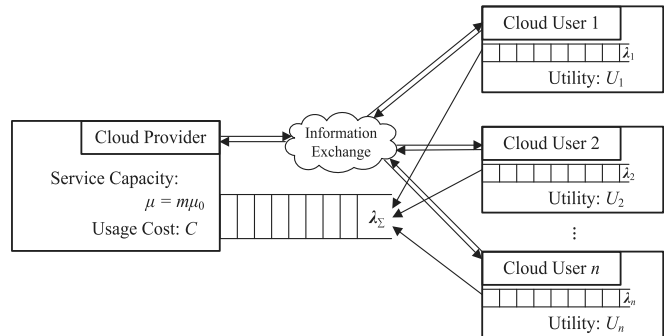 Cloud Provider
Service Capacity:
μ = mμ₀
Usage Cost: C
λ_Σ
Information
Exchange
Cloud User 1
λ₁
Utility: U₁
Cloud User 2
λ₂
Utility: U₂
⋮
Cloud User n
λₙ
Utility: Uₙ